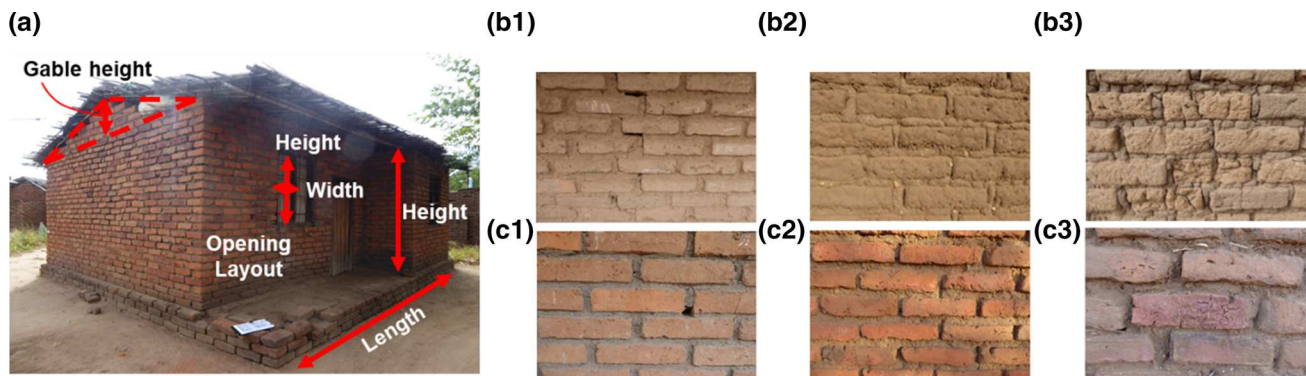 (a)
(b1)
(b2)
(b3)
Gable height
Height
Width
Height
Opening
Layout
Length
(c1)
(c2)
(c3)